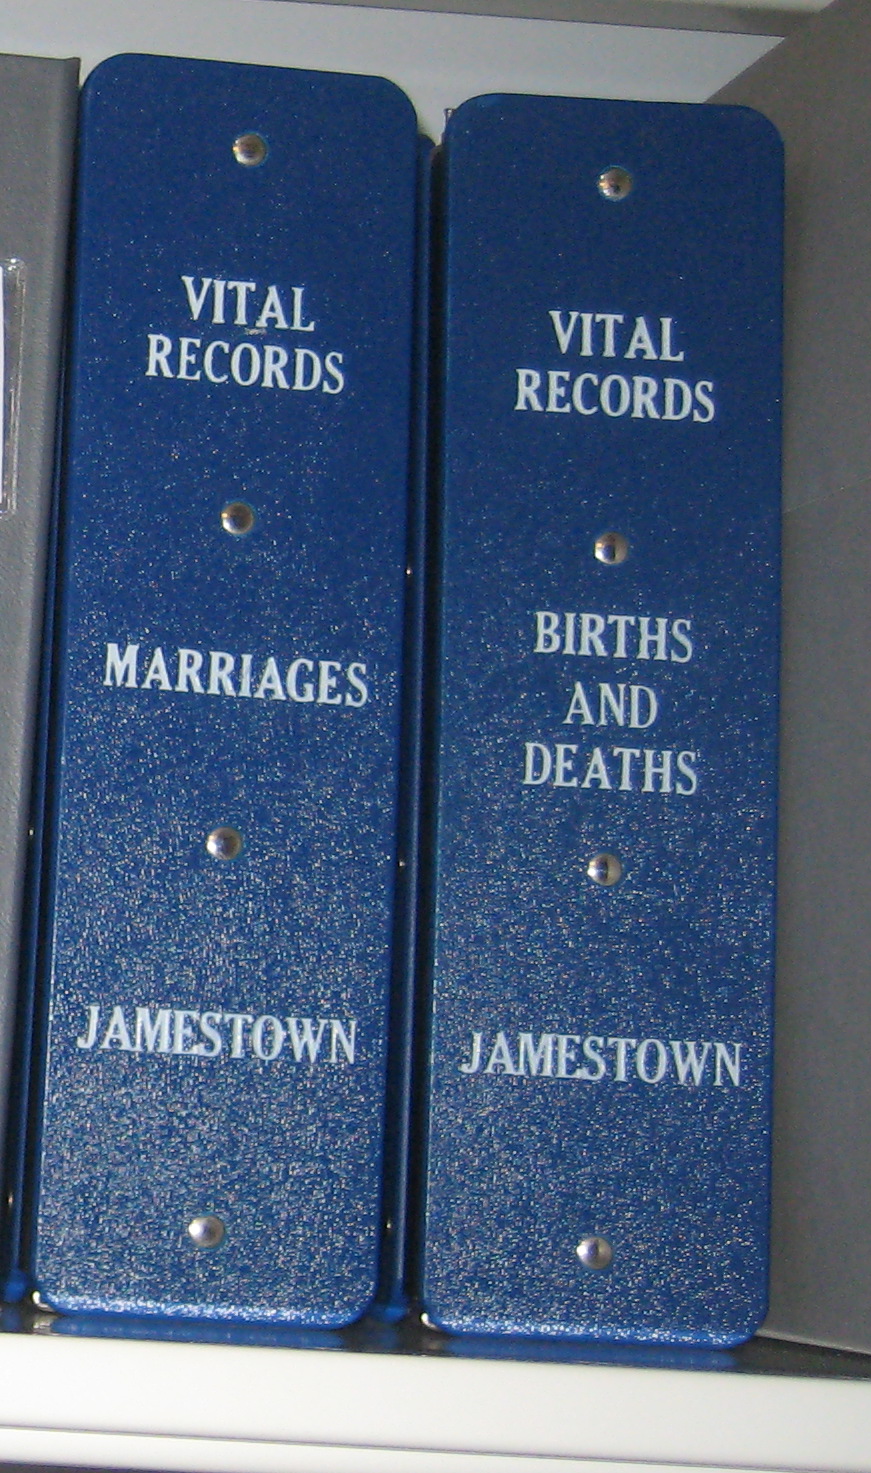 VITAL
RECORDS
MARRIAGES
JAMESTOWN
VITAL
RECORDS
BIRTHS
AND
DEATHS
JAMESTOWN